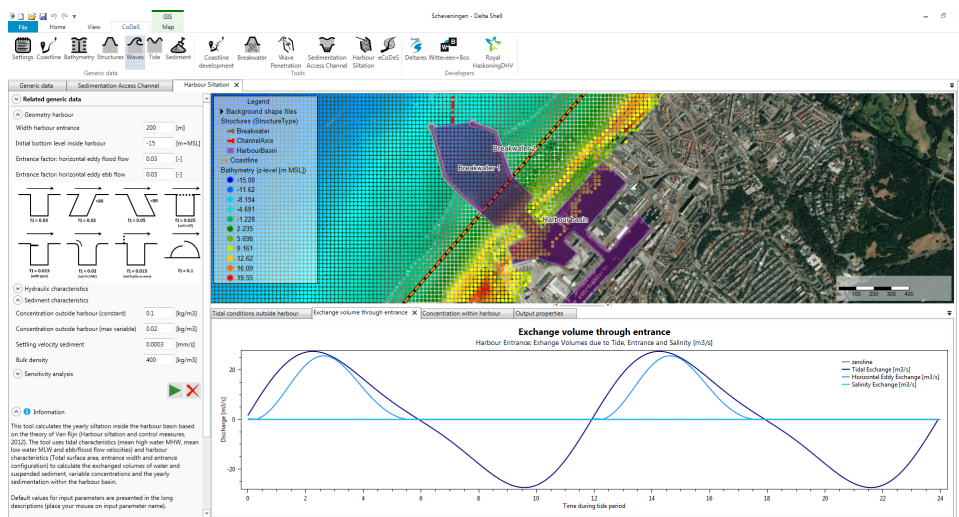 Scheveningen - Delta Shell
GIS
File Home View CoDeS Map
Settings Coastline Bathymetry Structures Waves Tide Sediment
Generic data
Coastline development Breakwater Wave Penetration Sedimentation Access Channel Harbour Siltation eCoDeS
Tools
Deltares Witteveen+Bos Royal HaskoningDHV
Developers
Generic data Sedimentation Access Channel Harbour Siltation X
Related generic data
Geometry harbour
Width harbour entrance 200 [m]
Initial bottom level inside harbour -15 [m+MSL]
Entrance factor: horizontal eddy flood flow 0.03 [-]
Entrance factor: horizontal eddy ebb flow 0.03 [-]
>90 <90
f1 = 0.03 f1 = 0.02 f1 = 0.05 f1 = 0.025
f1 = 0.015 f1 = 0.02 f1 = 0.015 f1 = 0.1
Hydraulic characteristics
Sediment characteristics
Concentration outside harbour (constant) 0.1 [kg/m3]
Concentration outside harbour (max variable) 0.02 [kg/m3]
Settling velocity sediment 0.0003 [mm/s]
Bulk density 400 [kg/m3]
Sensitivity analysis
Information
This tool calculates the yearly siltation inside the harbour basin based
on the theory of Van Rijn (Harbour siltation and control measures,
2012). The tool uses tidal characteristics (mean high water MHW, mean
low water MLW and ebb/flood flow velocities) and harbour
characteristics (Total surface area, entrance width and entrance
configuration) to calculate the exchanged volumes of water and
suspended sediment, variable concentrations and the yearly
sedimentation within the harbour basin.
Default values for input parameters are presented in the long
descriptions (place your mouse on input parameter name).
Legend
Background shape files
Structures (StructureType)
Breakwater
ChannelAxis
HarbourBasin
Coastline
Bathymetry (z-level [m MSL])
-15.08
-11.62
-8.154
-4.691
-1.228
2.235
5.698
9.161
12.62
16.09
19.55
Breakwater 2
Breakwater 1
Harbour basin
m 100 200 300 400
Tidal conditions outside harbour Exchange volume through entrance X Concentration within harbour Output properties
Exchange volume through entrance
Harbour Entrance: Exhange Volumes due to Tide, Entrance and Salinity [m3/s]
zeroline
Tidal Exchange [m3/s]
Horizontal Eddy Exchange [m3/s]
Salinity Exchange [m3/s]
Discharge [m3/s]
20
0
-20
0 2 4 6 8 10 12 14 16 18 20 22 24
Time during tide period